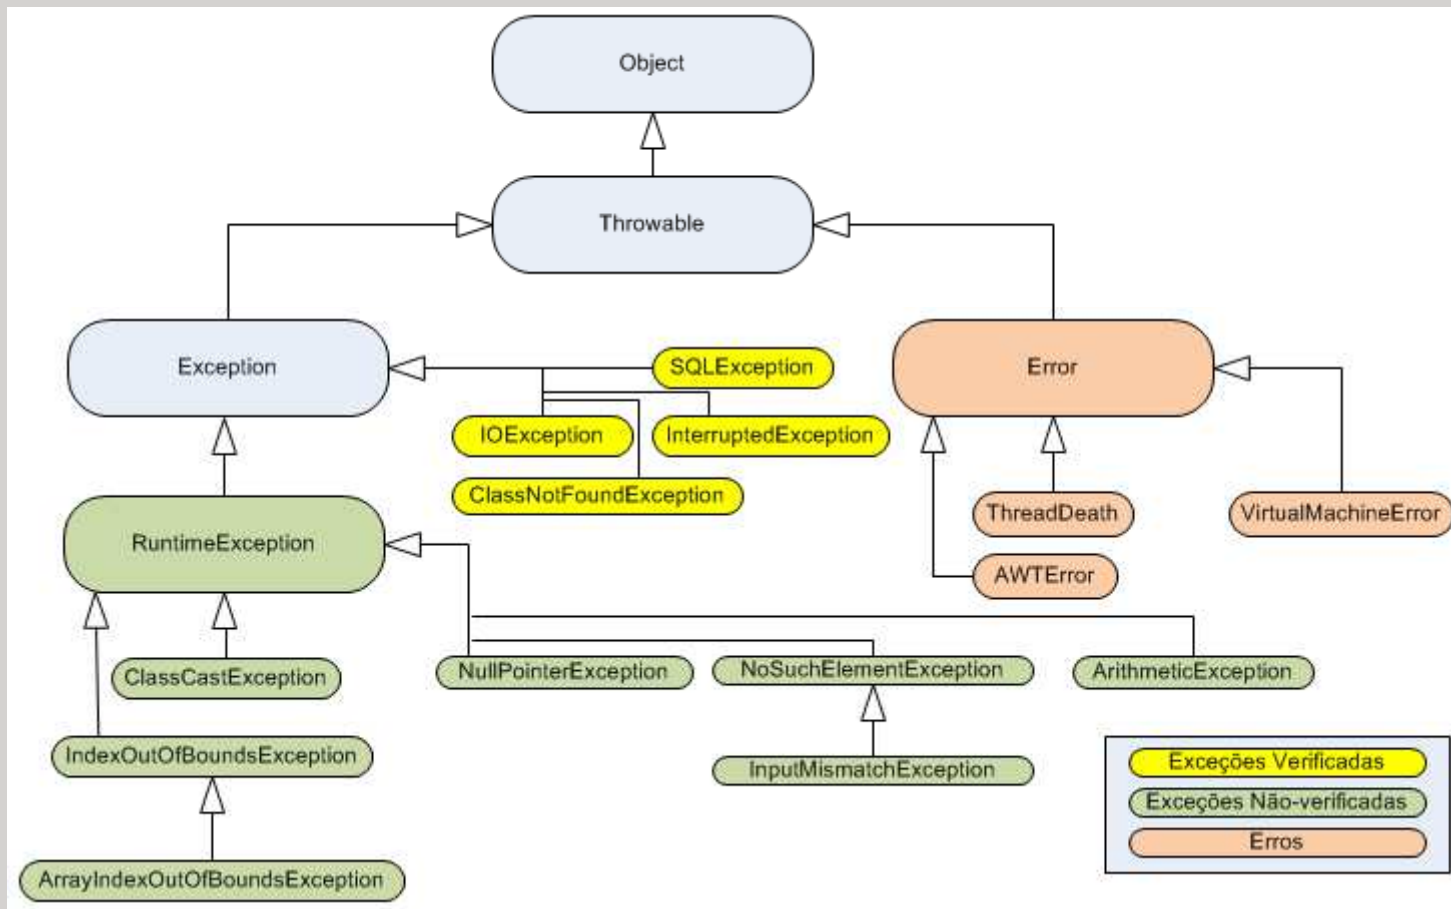 Object
Throwable
Exception
SQLException
Error
IOException
InterruptedException
ClassNotFoundException
ThreadDeath
VirtualMachineError
RuntimeException
AWTError
ClassCastException
NullPointerException
NoSuchElementException
ArithmeticException
IndexOutOfBoundsException
InputMismatchException
Exceções Verificadas
Exceções Não-verificadas
Erros
ArrayIndexOutOfBoundsException